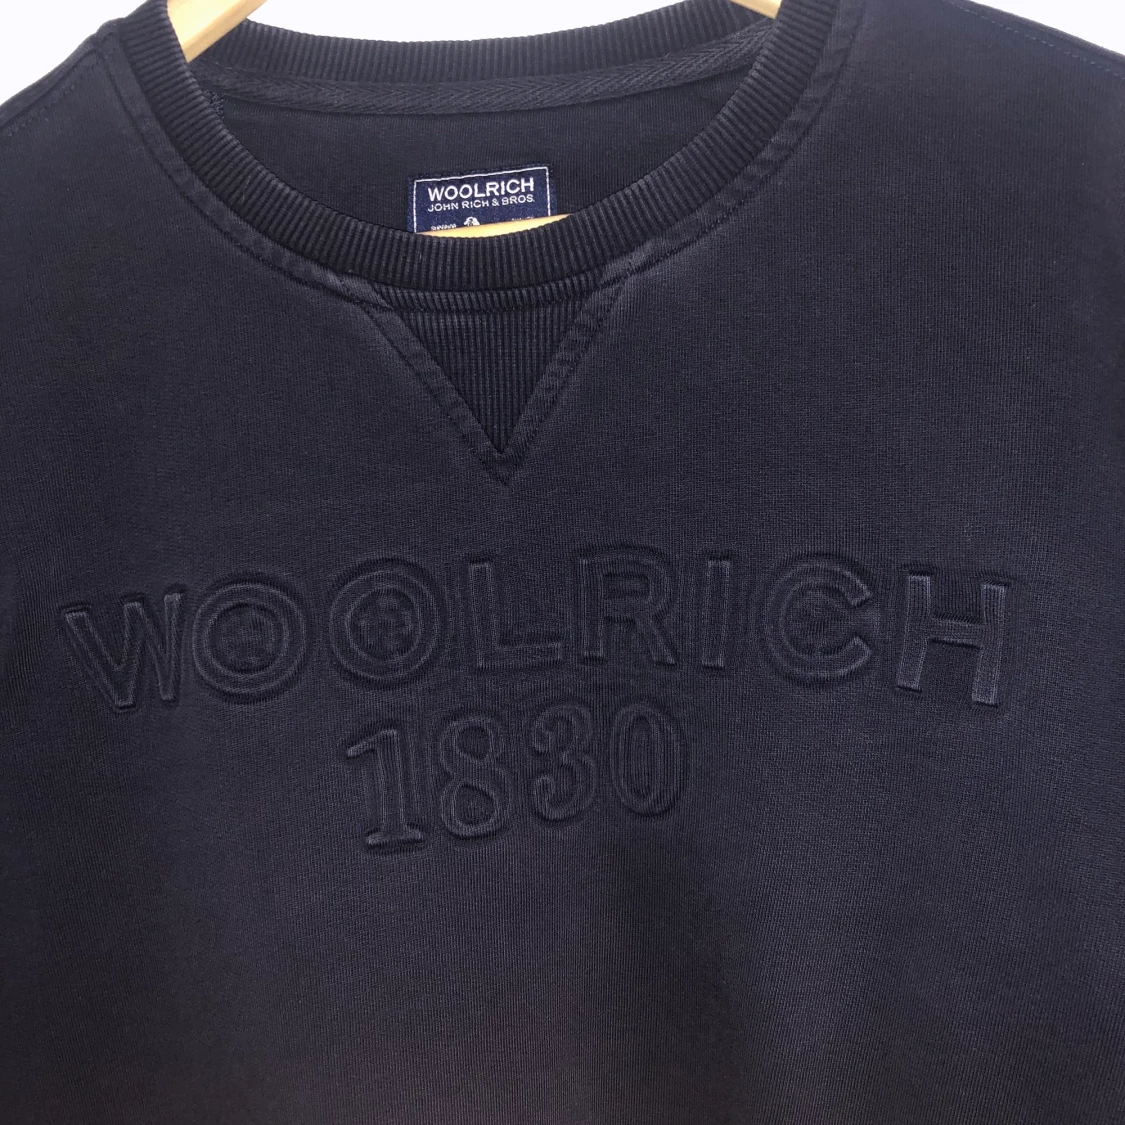 WOOLRICH
JOHN RICH & BROS.
WOOLRICH
1830